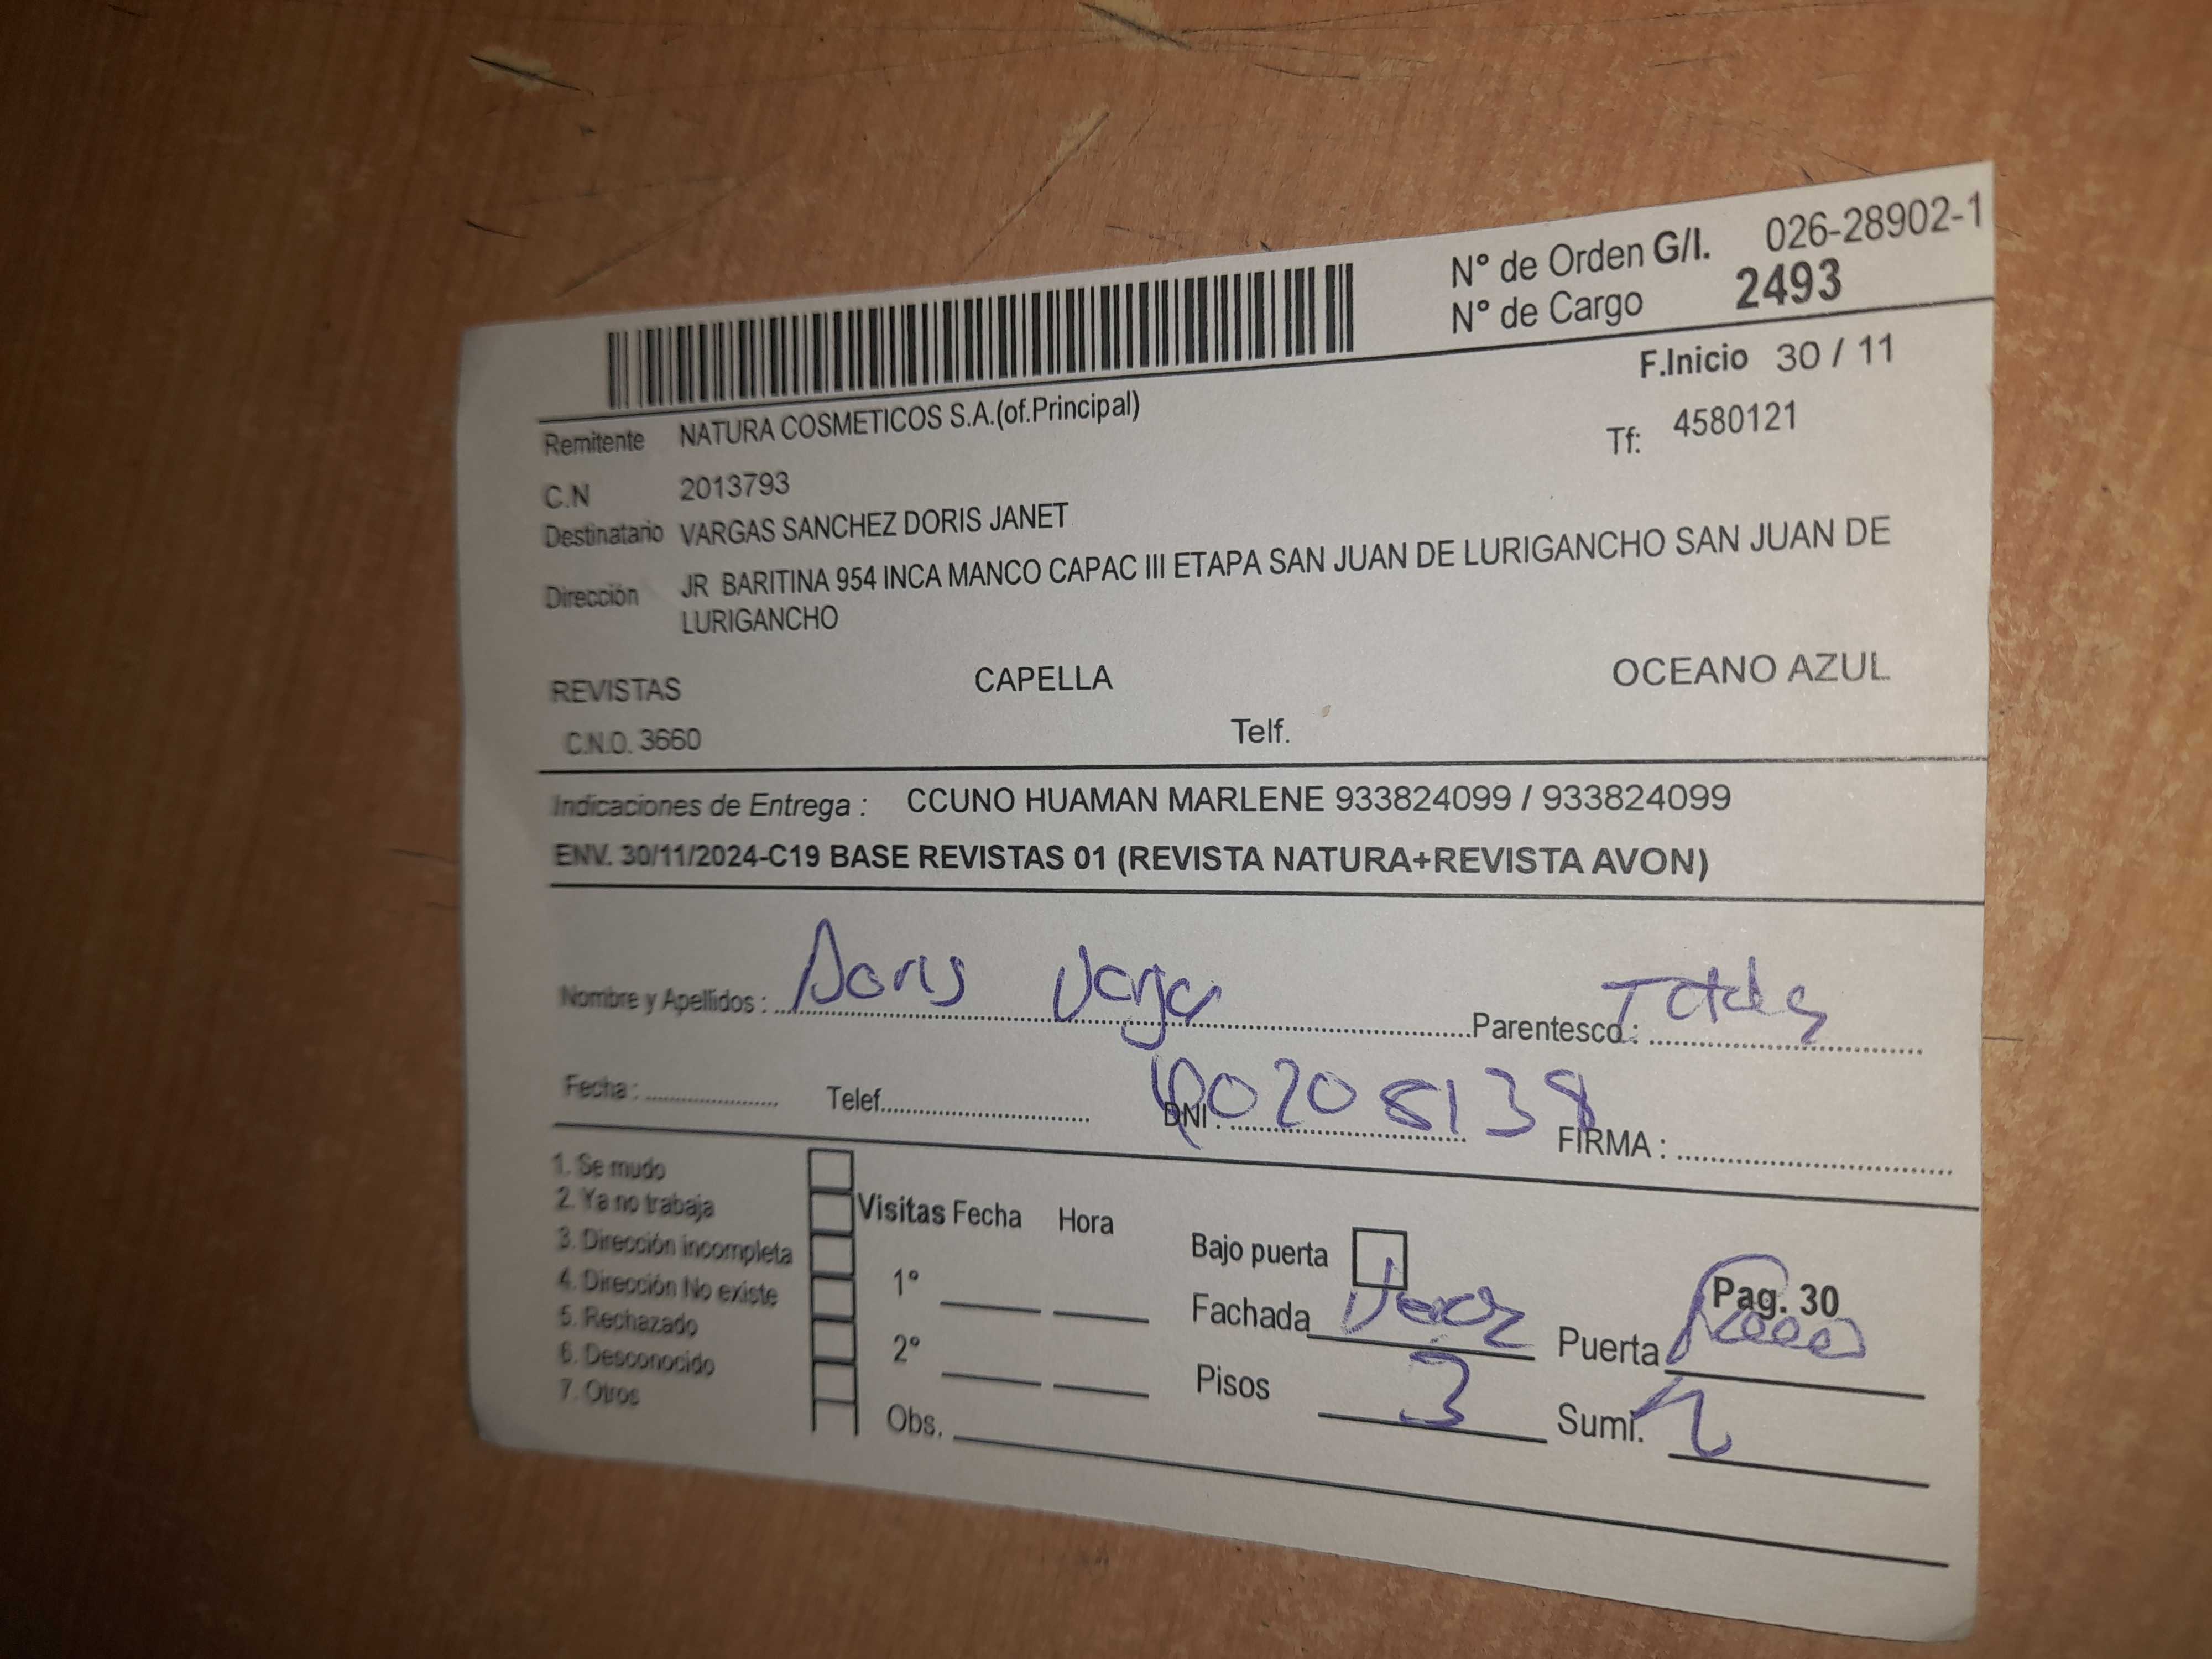 N° de Orden G/I. 026-28902-1
N° de Cargo 2493
F.Inicio 30 / 11
Remitente NATURA COSMETICOS S.A.(of.Principal)
Tf: 4580121
C.N 2013793
Destinatario VARGAS SANCHEZ DORIS JANET
Dirección JR BARITINA 954 INCA MANCO CAPAC III ETAPA SAN JUAN DE LURIGANCHO SAN JUAN DE
LURIGANCHO
REVISTAS CAPELLA OCEANO AZUL
C.N.O. 3660 Telf.
Indicaciones de Entrega : CCUNO HUAMAN MARLENE 933824099 / 933824099
ENV. 30/11/2024-C19 BASE REVISTAS 01 (REVISTA NATURA+REVISTA AVON)
Nombre y Apellidos : Doris Vargas Parentesco :
Fecha : Telef. DNI : FIRMA :
1. Se mudo
2. Ya no trabaja
3. Dirección incompleta
4. Dirección No existe
5. Rechazado
6. Desconocido
7. Otros
Visitas Fecha Hora
1°
2°
Obs.
Bajo puerta
Fachada
Pisos 3
Pag. 30
Puerta
Sumi.